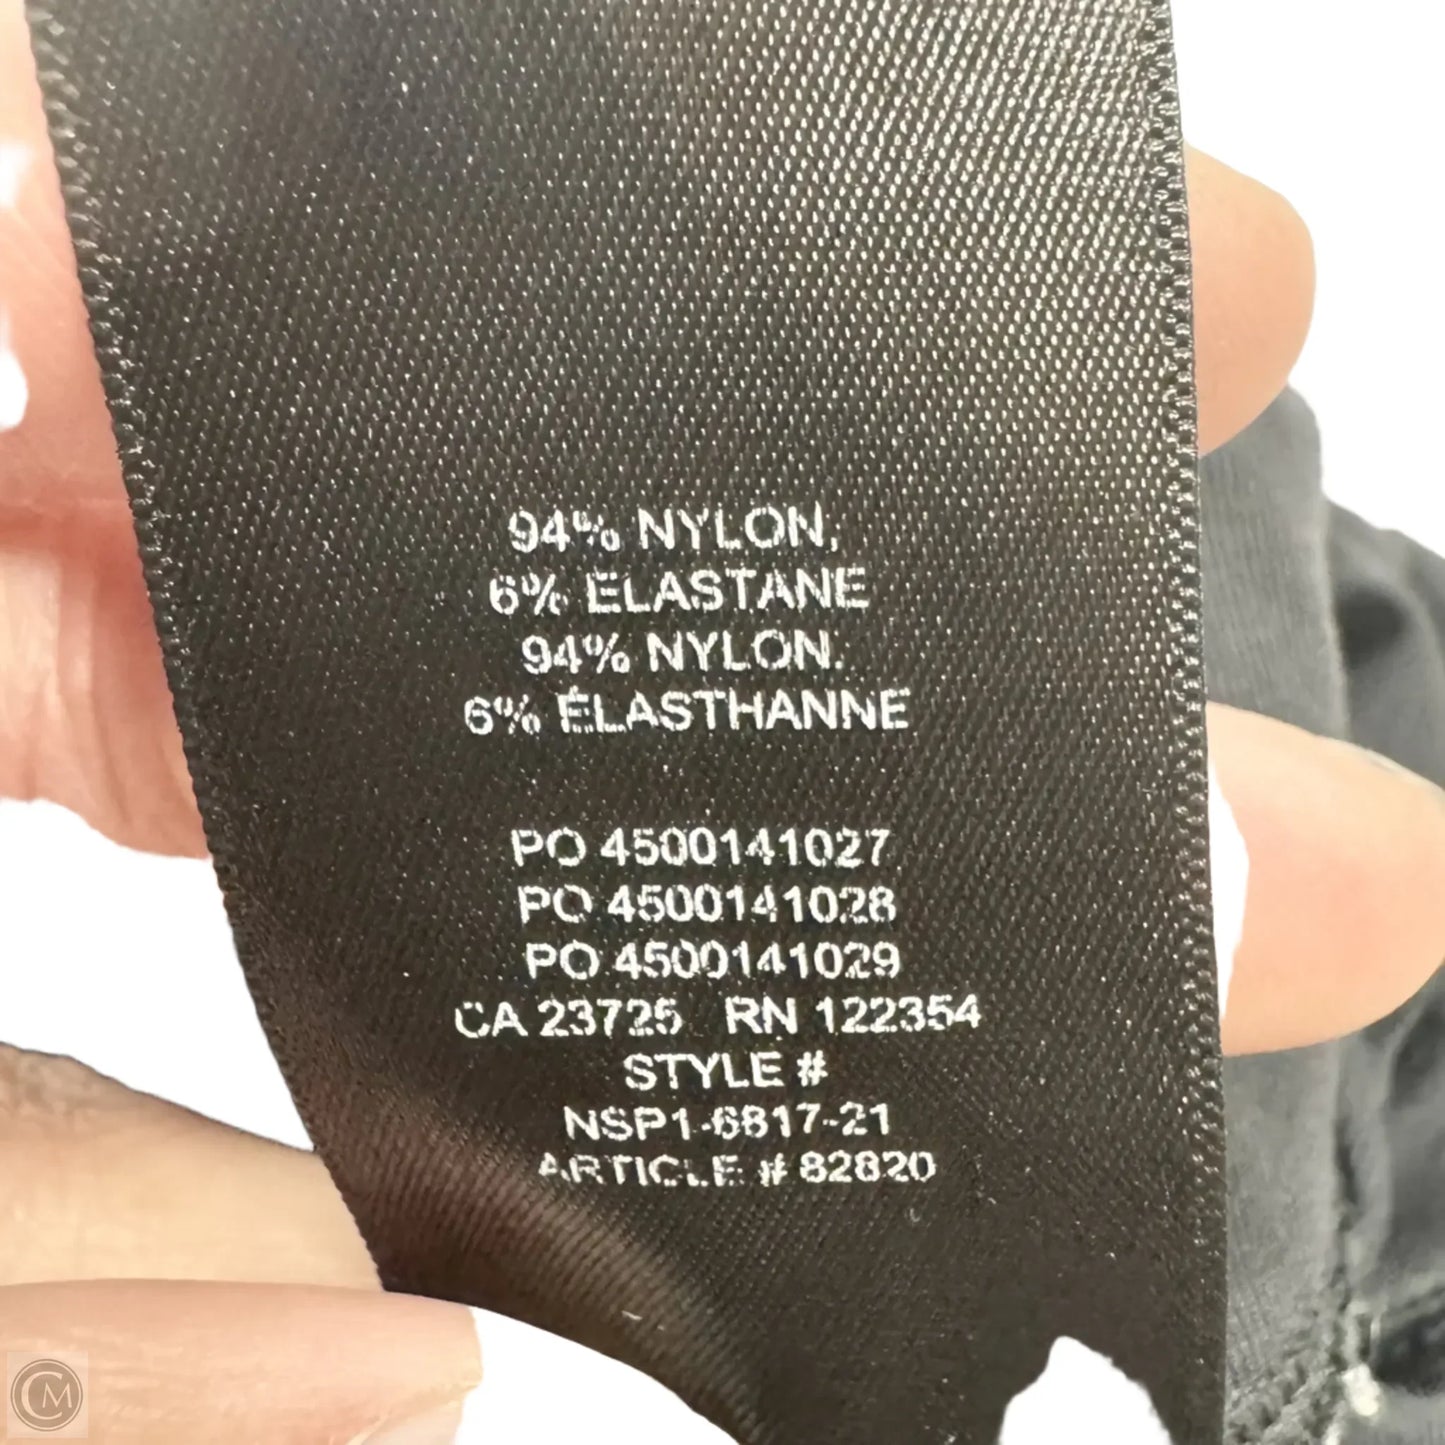 94% NYLON,
6% ELASTANE
94% NYLON.
6% ÉLASTHANNE
PO 4500141027
PO 4500141028
PO 4500141029
CA 23725 RN 122354
STYLE #
NSP1-6817-21
ARTICLE # 82820
CM